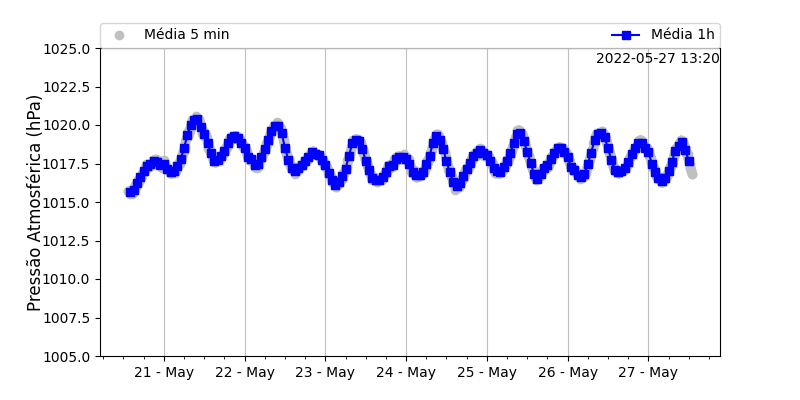 Média 5 min
Média 1h
2022-05-27 13:20
Pressão Atmosférica (hPa)
1025.0
1022.5
1020.0
1017.5
1015.0
1012.5
1010.0
1007.5
1005.0
21 - May
22 - May
23 - May
24 - May
25 - May
26 - May
27 - May